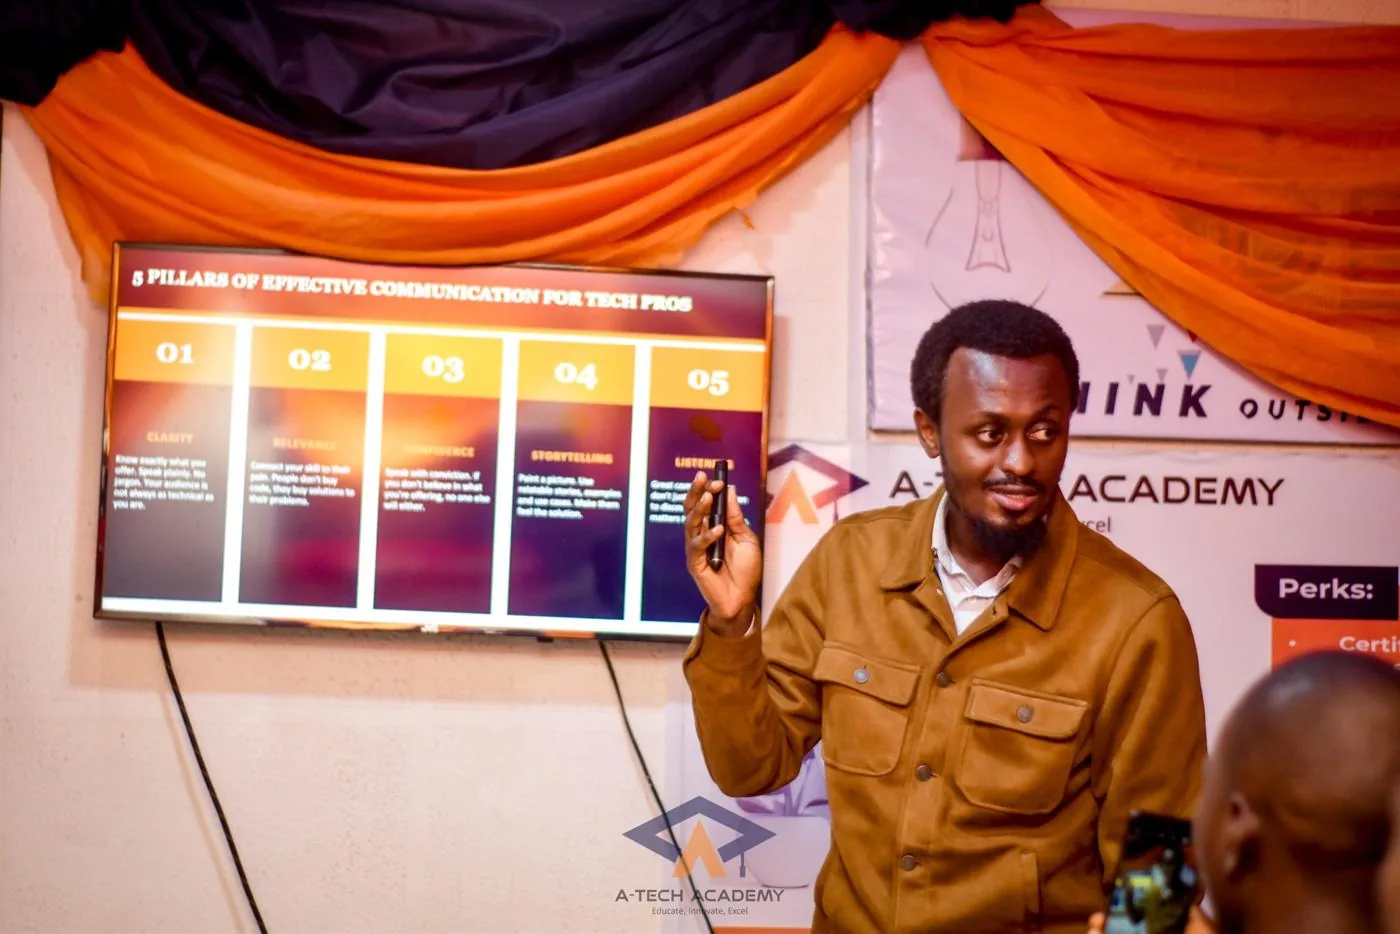 5 PILLARS OF EFFECTIVE COMMUNICATION FOR TECH PROS
01
CLARITY
Know exactly what you
offer. Speak plainly. No
jargon. Your audience is
not always as technical as
you are.
02
RELEVANCE
Connect your skill to their
pain. People don't buy
code, they buy solutions to
their problems.
03
CONFIDENCE
Speak with conviction. If
you don't believe in what
you're offering, no one else
will either.
04
STORYTELLING
Paint a picture. Use
relatable stories, examples
and use cases. Make them
feel the solution.
05
Great
don't
matters
OUTSI
ACADEMY
Perks:
A-TECH ACADEMY
Educate, Innovate, Excel